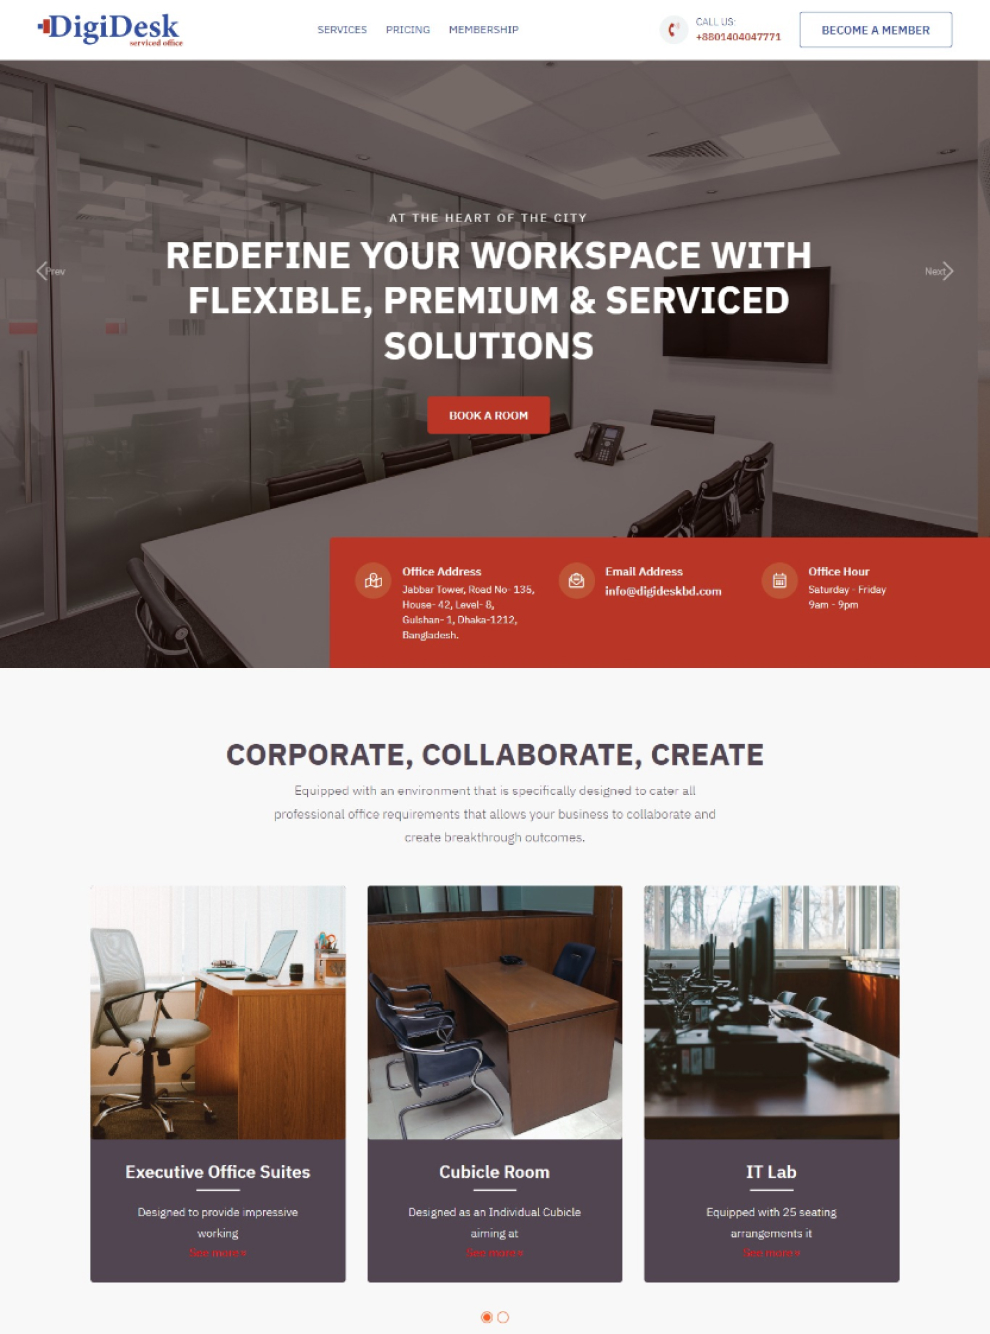 DigiDesk
serviced office
SERVICES PRICING MEMBERSHIP
CALL US:
+8801404047771
BECOME A MEMBER
AT THE HEART OF THE CITY
REDEFINE YOUR WORKSPACE WITH
FLEXIBLE, PREMIUM & SERVICED
SOLUTIONS
Prev
Next
BOOK A ROOM
Office Address
Jabbar Tower, Road No- 135,
House- 42, Level- 8,
Gulshan- 1, Dhaka-1212,
Bangladesh.
Email Address
info@digideskbd.com
Office Hour
Saturday - Friday
9am - 9pm
CORPORATE, COLLABORATE, CREATE
Equipped with an environment that is specifically designed to cater all
professional office requirements that allows your business to collaborate and
create breakthrough outcomes.
Executive Office Suites
Designed to provide impressive
working
See more»
Cubicle Room
Designed as an Individual Cubicle
aiming at
See more»
IT Lab
Equipped with 25 seating
arrangements it
See more»